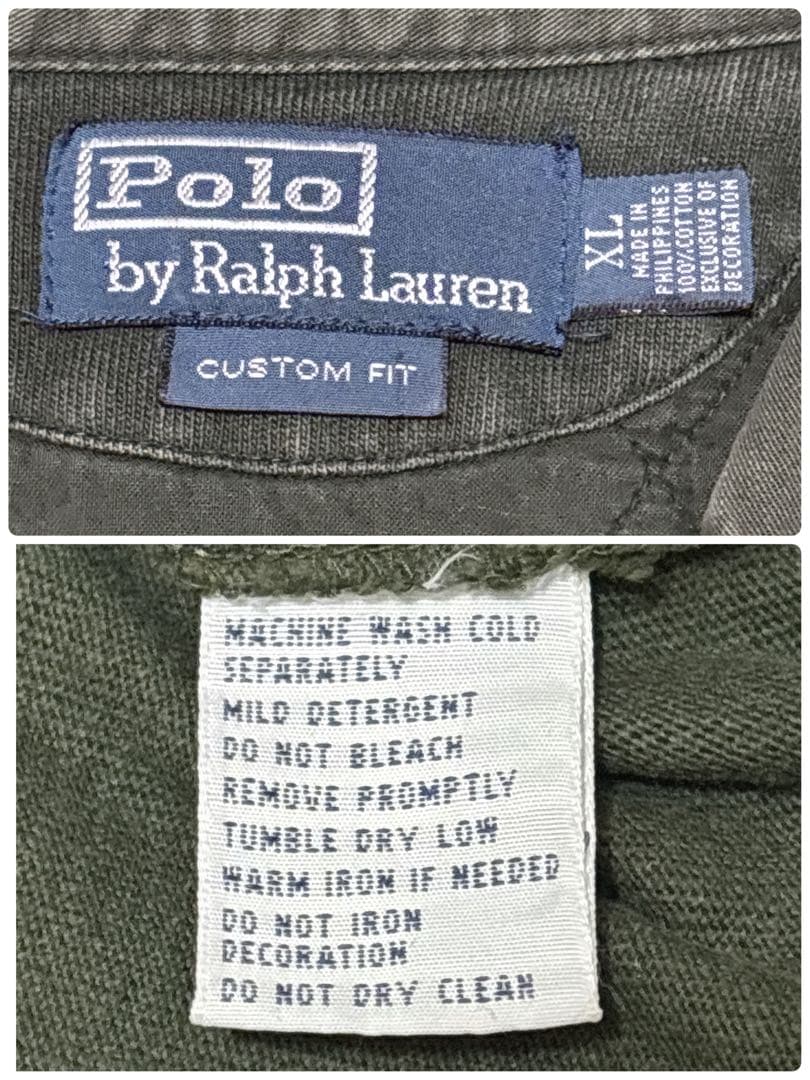 Polo
by Ralph Lauren
XL
MADE IN
PHILIPPINES
100% COTTON
EXCLUSIVE OF
DECORATION
CUSTOM FIT
MACHINE WASH COLD
SEPARATELY
MILD DETERGENT
DO NOT BLEACH
REMOVE PROMPTLY
TUMBLE DRY LOW
WARM IRON IF NEEDED
DO NOT IRON
DECORATION
DO NOT DRY CLEAN